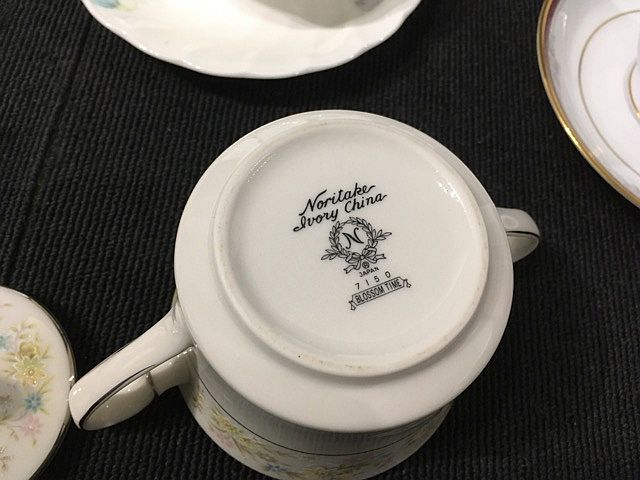 Noritake
Ivory China
N
JAPAN
7150
BLOSSOM TIME